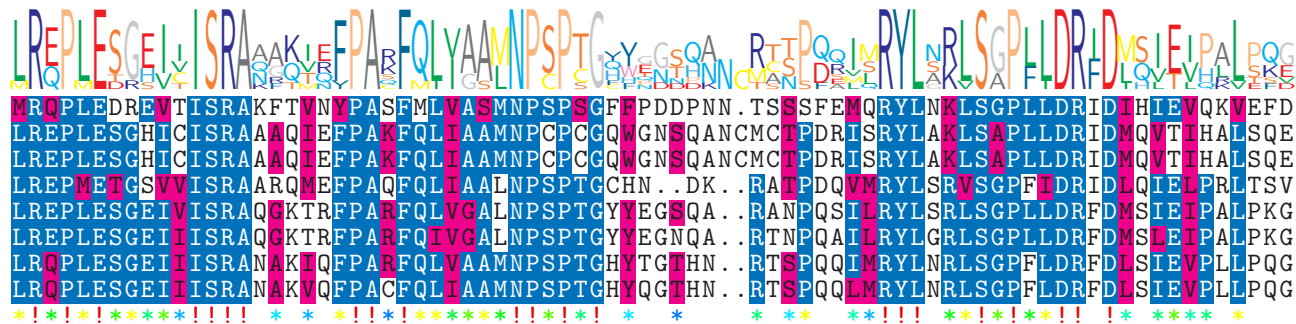 MRQPLEDREVTISRAKFTVNYPASFMLVASMNPSPSGFFPDDPNN.TSSSFEMQRYLNKLSGPLLDRIDIHIEVQKVEFD
LREPLESGHICISRAAAQIEFPAKFQLIAAMNPCPCGQWGNSQANCMCTPDRISRYLAKLSAPLLDRIDMQVTIHALSQE
LREPLESGHICISRAAAQIEFPAKFQLIAAMNPCPCGQWGNSQANCMCTPDRISRYLAKLSAPLLDRIDMQVTIHALSQE
LREPMETGSVVISRAARQMEFPAQFQLIAALNPSPTGCHN..DK..RATPDQVMRYLSRVSGPFIDRIDLQIELPRLTSV
LREPLESGEIVISRAQGKTRFPARFQLVGALNPSPTGYYEGSQA..RANPQSILRYLSRLSGPLLDRFDMSIEIPALPKG
LREPLESGEIIISRAQGKTRFPARFQIVGALNPSPTGYYEGNQA..RTNPQAILRYLGRLSGPLLDRFDMSLEIPALPKG
LRQPLESGEIIISRANAKIQFPARFQLVAAMNPSPTGHYTGTHN..RTSPQQIMRYLNRLSGPFLDRFDLSIEVPLLPQG
LRQPLESGEIIISRANAKVQFPACFQLIAAMNPSPTGHYQGTHN..RTSPQQLMRYLNRLSGPFLDRFDLSIEVPLLPQG